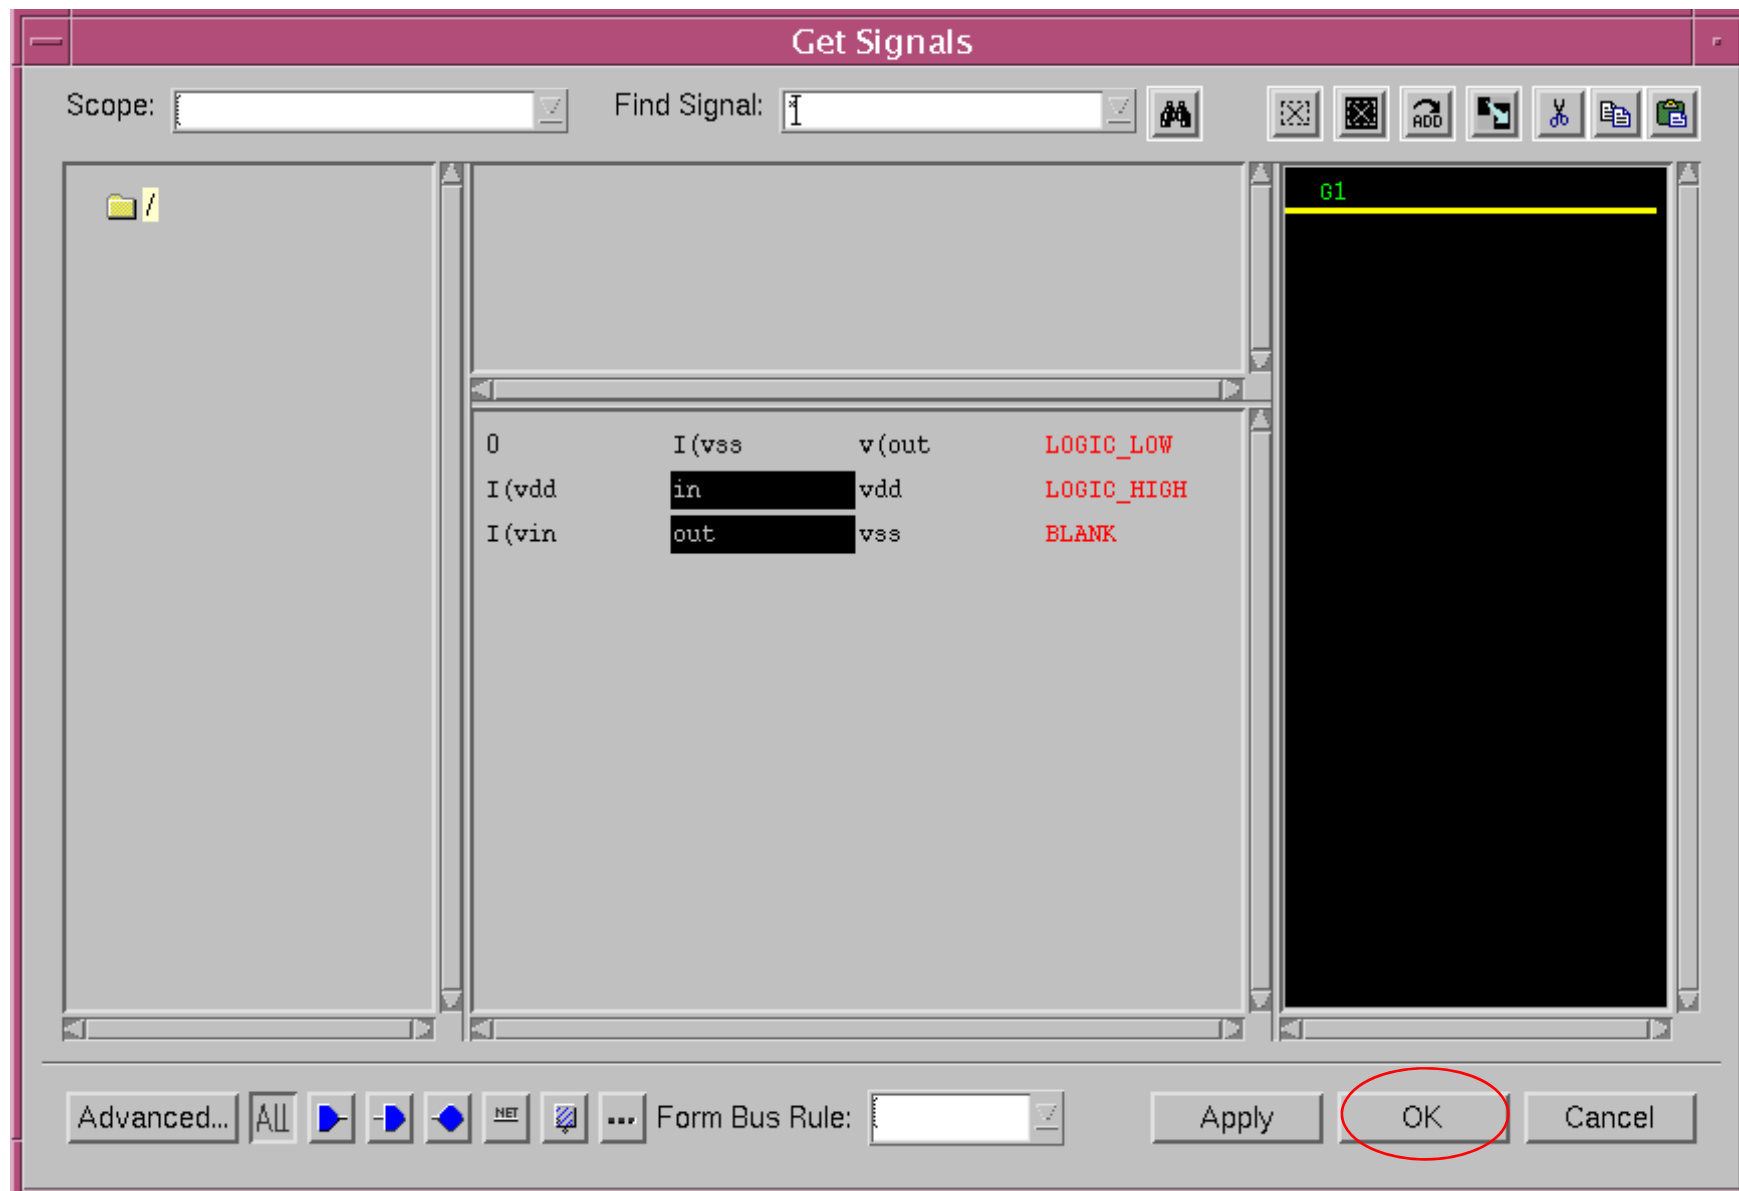 Get Signals
Scope: Find Signal: *
ADD
/
G1
0 I(vss v(out LOGIC_LOW
I(vdd in vdd LOGIC_HIGH
I(vin out vss BLANK
Advanced... All NET ... Form Bus Rule: Apply OK Cancel